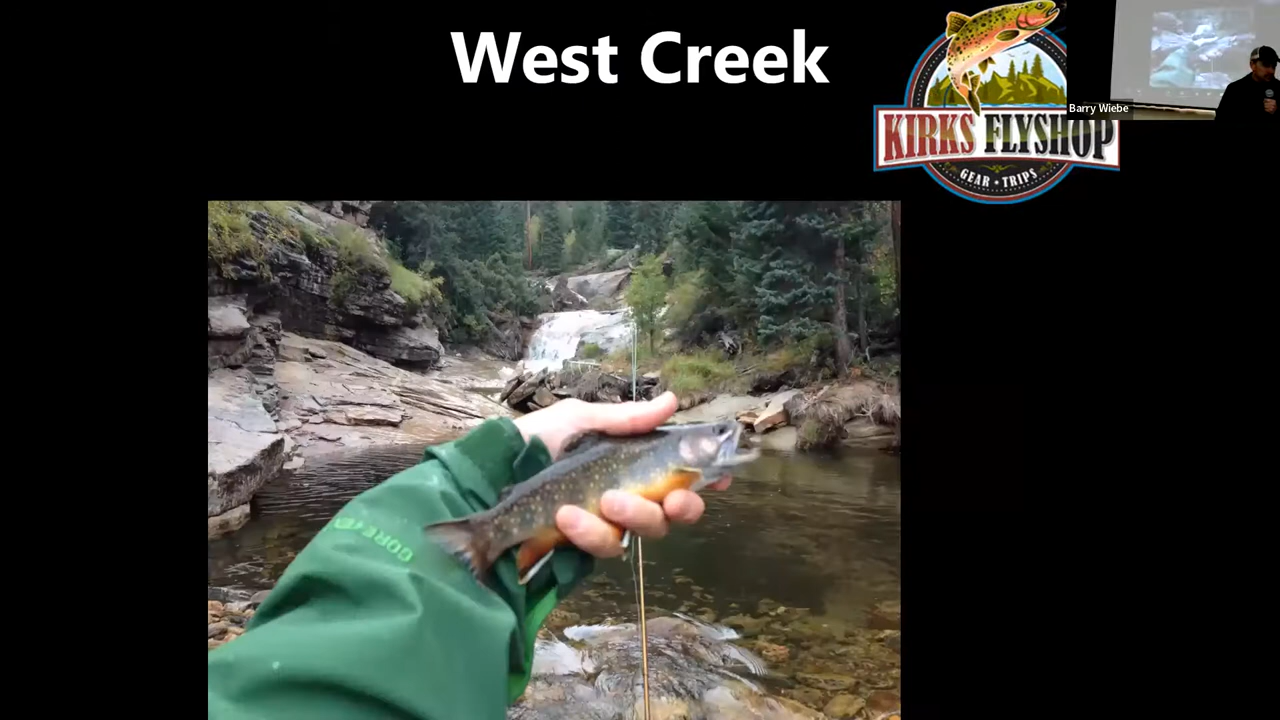 West Creek
KIRKS FLYSHOP
GEAR • TRIPS
Barry Wiebe
GORE-TEX